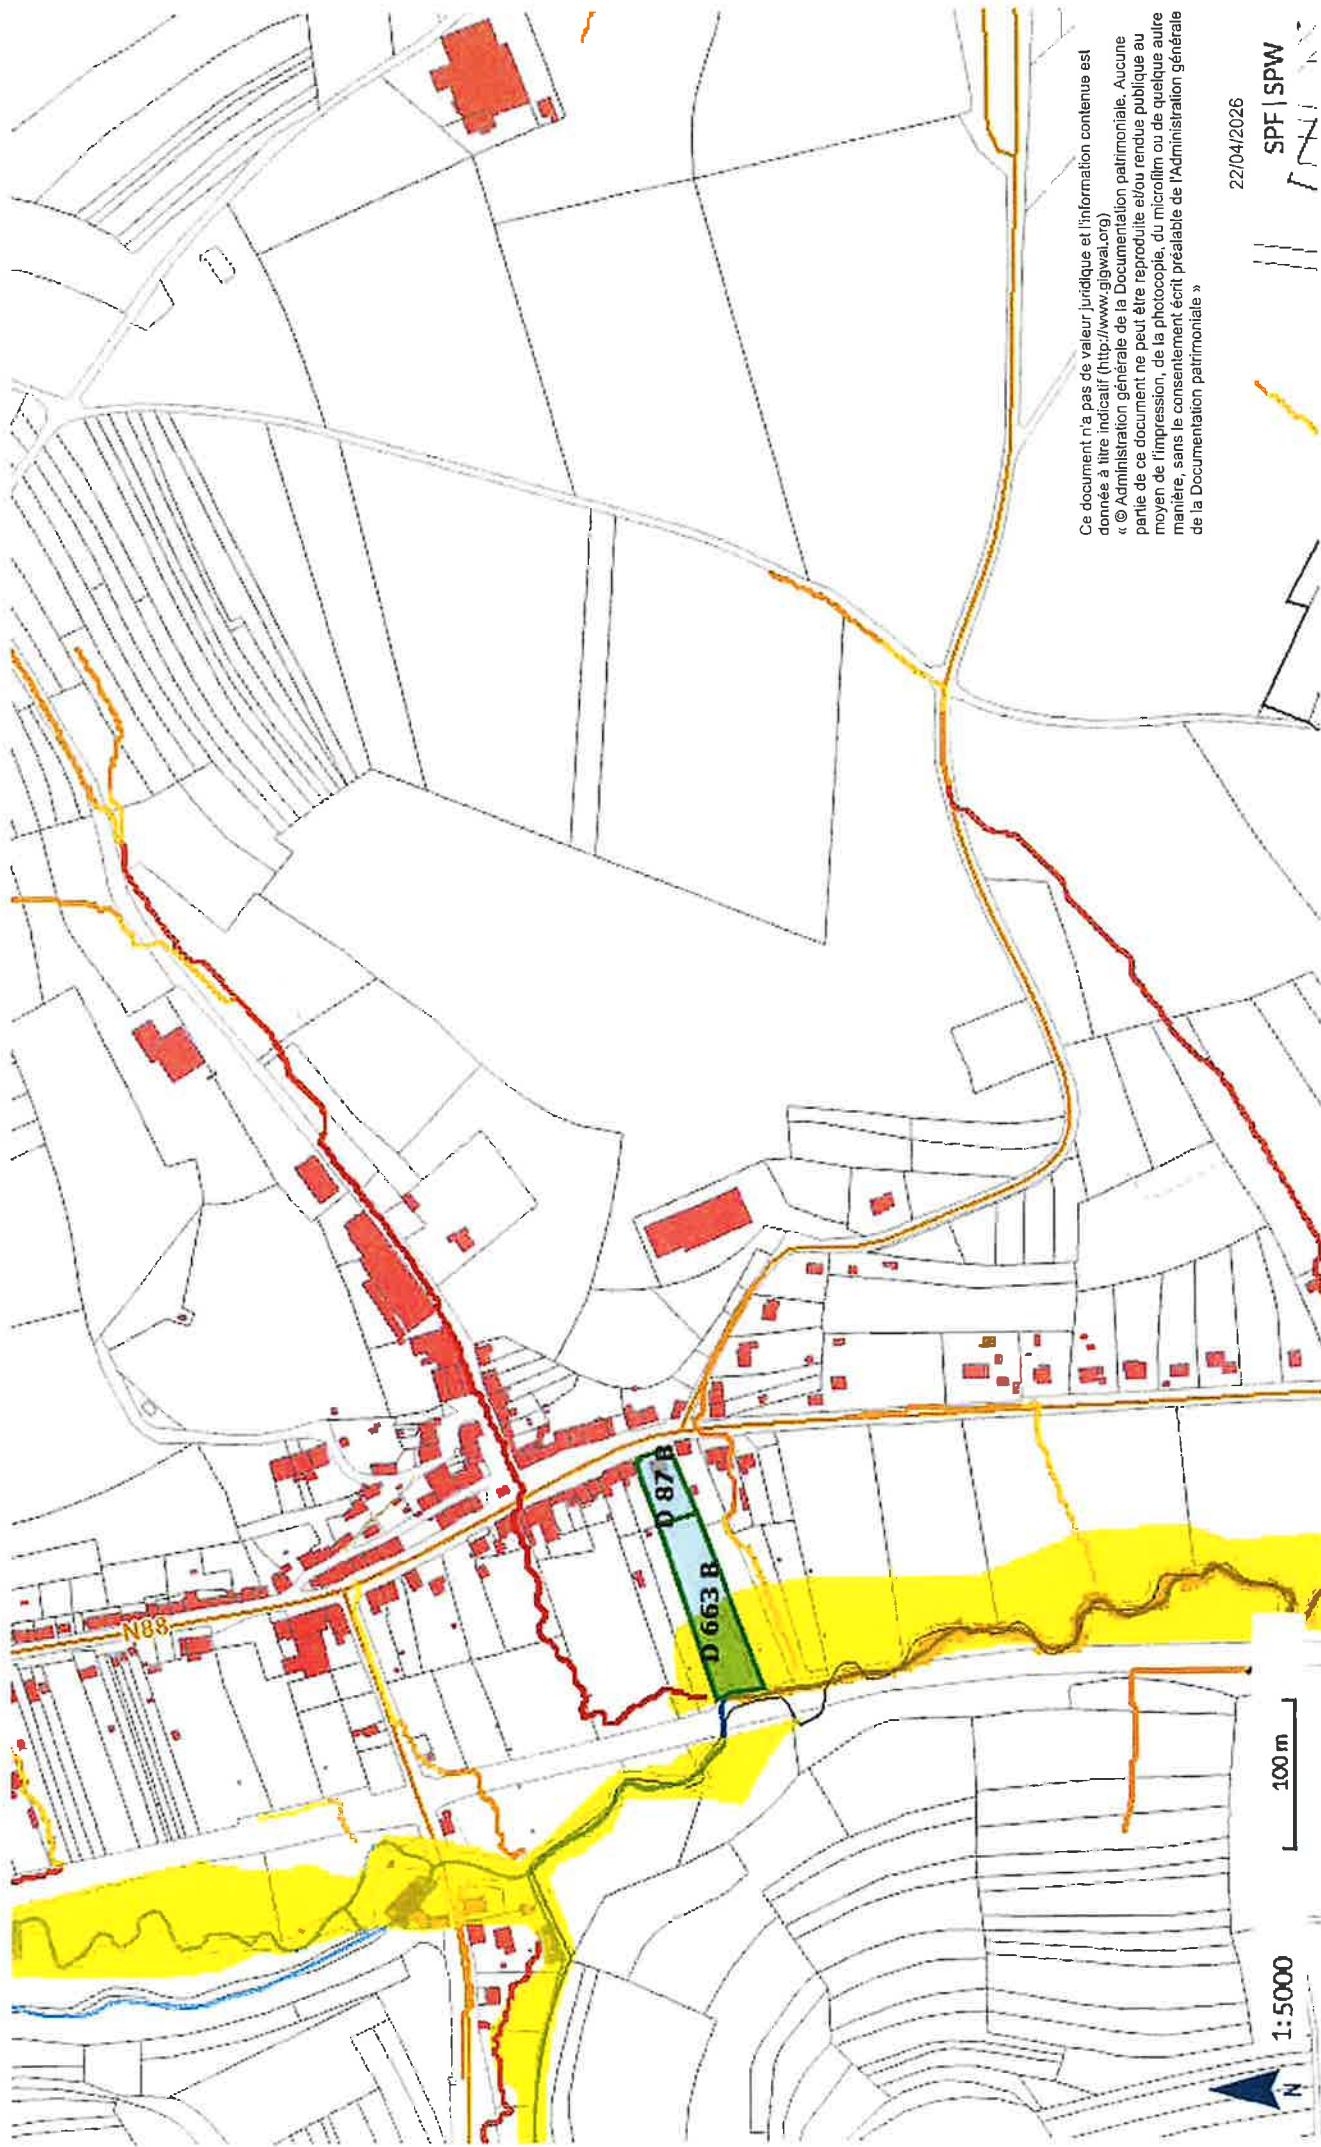 N88
D 87 B
D 663 B
Ce document n'a pas de valeur juridique et l'information contenue est
donnée à titre indicatif (http://www.gigwal.org)
« © Administration générale de la Documentation patrimoniale. Aucune
partie de ce document ne peut être reproduite et/ou rendue publique au
moyen de l'impression, de la photocopie, du microfilm ou de quelque autre
manière, sans le consentement écrit préalable de l'Administration générale
de la Documentation patrimoniale »
22/04/2026
SPF | SPW
1:5000
100 m
N